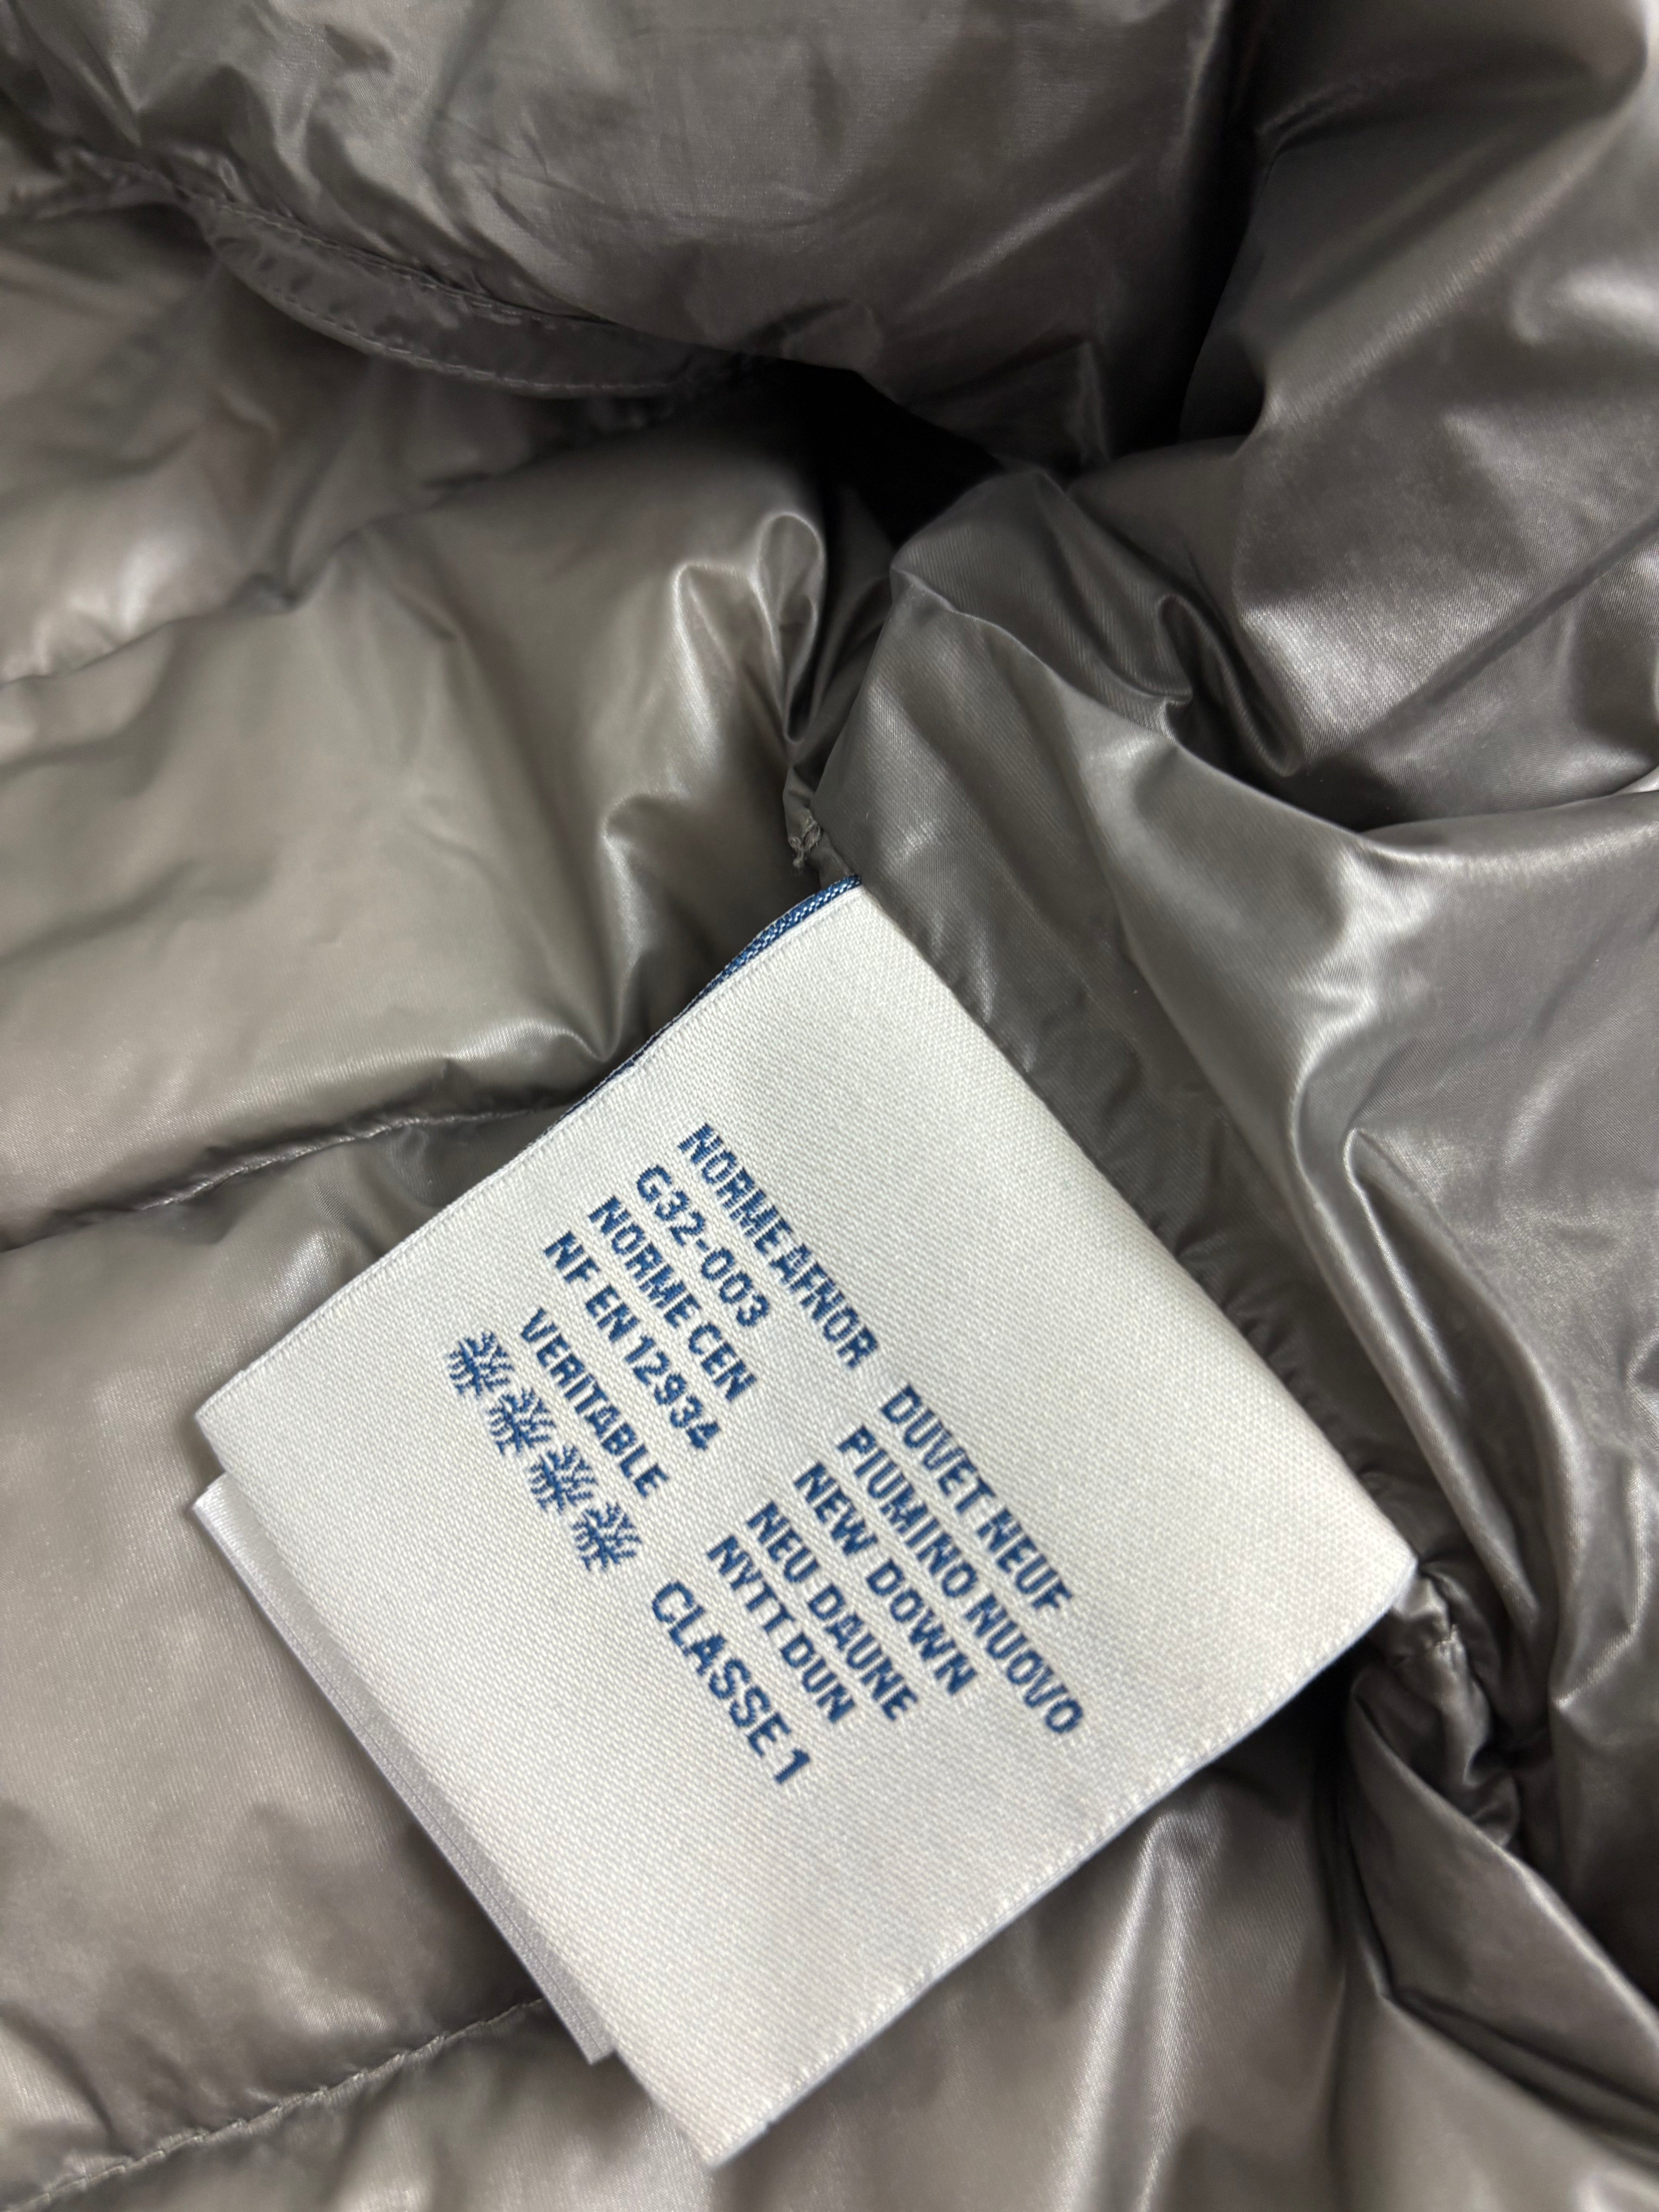 NORME AFNOR
G32-003
NORME CEN
NF EN 12934
VERITABLE
DUVET NEUF
PIUMINO NUOVO
NEW DOWN
NEU DAUNE
NYTT DUN
CLASSE 1